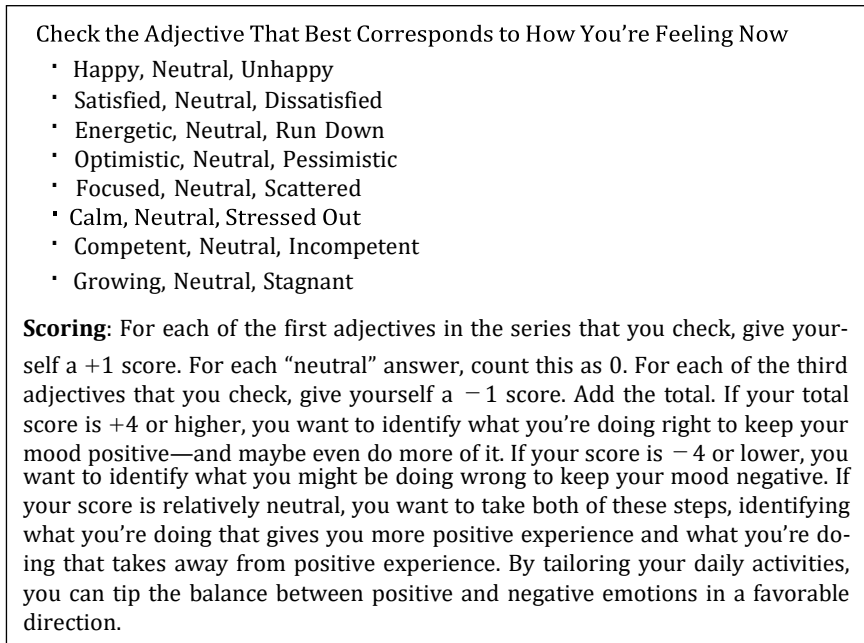 Check the Adjective That Best Corresponds to How You're Feeling Now
· Happy, Neutral, Unhappy
· Satisfied, Neutral, Dissatisfied
· Energetic, Neutral, Run Down
· Optimistic, Neutral, Pessimistic
· Focused, Neutral, Scattered
· Calm, Neutral, Stressed Out
· Competent, Neutral, Incompetent
· Growing, Neutral, Stagnant
Scoring: For each of the first adjectives in the series that you check, give your-
self a +1 score. For each “neutral” answer, count this as 0. For each of the third
adjectives that you check, give yourself a −1 score. Add the total. If your total
score is +4 or higher, you want to identify what you're doing right to keep your
mood positive—and maybe even do more of it. If your score is −4 or lower, you
want to identify what you might be doing wrong to keep your mood negative. If
your score is relatively neutral, you want to take both of these steps, identifying
what you're doing that gives you more positive experience and what you're do-
ing that takes away from positive experience. By tailoring your daily activities,
you can tip the balance between positive and negative emotions in a favorable
direction.